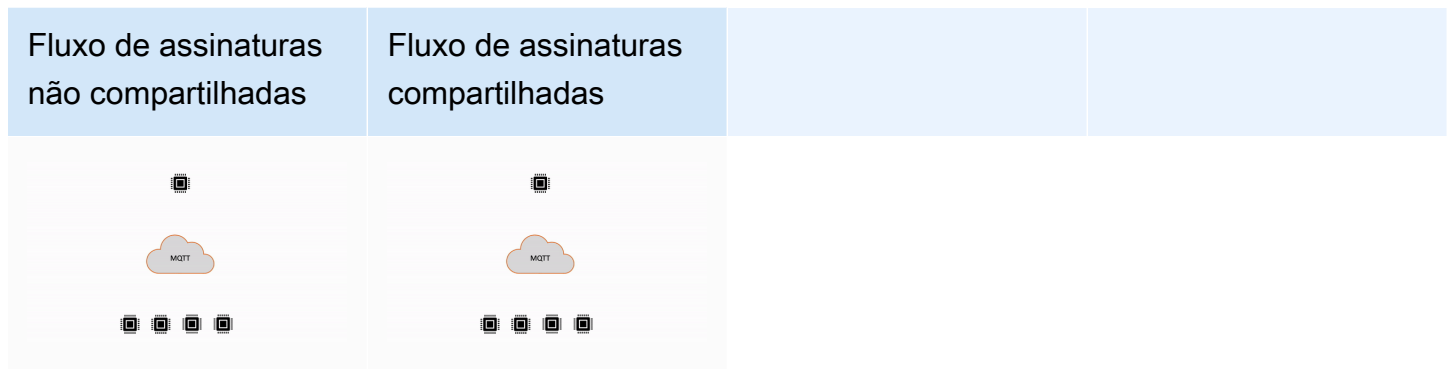 Fluxo de assinaturas
não compartilhadas
Fluxo de assinaturas
compartilhadas
MQTT
MQTT